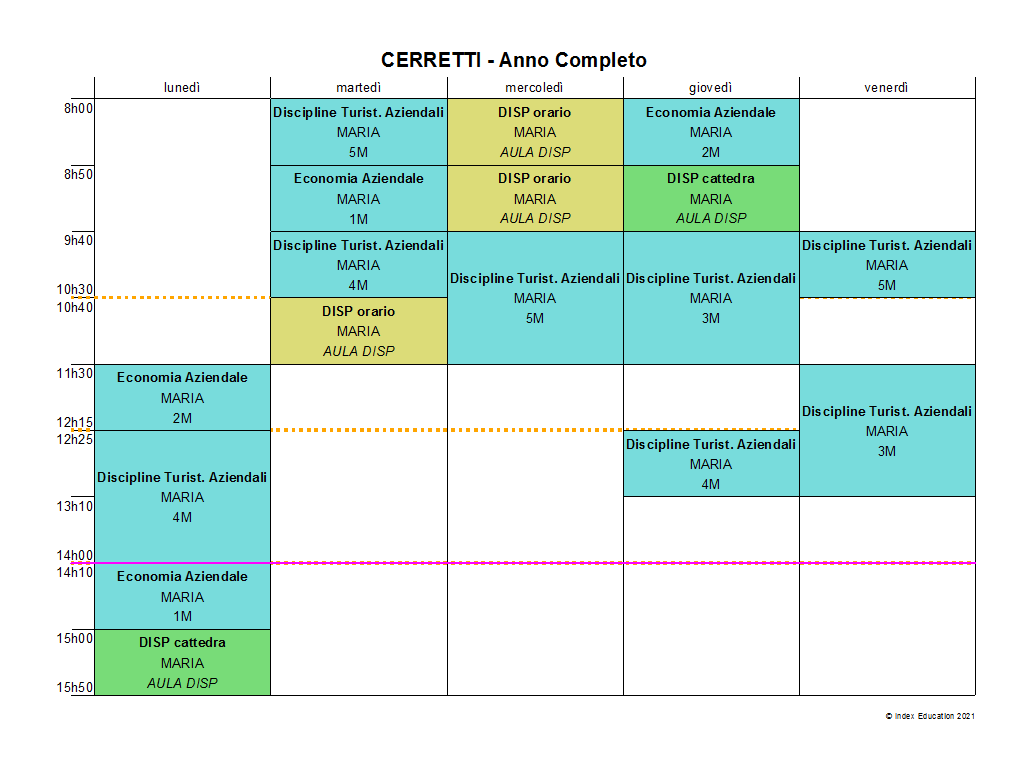 CERRETTI - Anno Completo
lunedì martedì mercoledì giovedì venerdì
8h00
8h50
9h40
10h30
10h40
11h30
12h15
12h25
13h10
14h00
14h10
15h00
15h50
Economia Aziendale
MARIA
2M
Discipline Turist. Aziendali
MARIA
4M
Economia Aziendale
MARIA
1M
DISP cattedra
MARIA
AULA DISP
Discipline Turist. Aziendali
MARIA
5M
Economia Aziendale
MARIA
1M
Discipline Turist. Aziendali
MARIA
4M
DISP orario
MARIA
AULA DISP
DISP orario
MARIA
AULA DISP
DISP orario
MARIA
AULA DISP
Discipline Turist. Aziendali
MARIA
5M
Economia Aziendale
MARIA
2M
DISP cattedra
MARIA
AULA DISP
Discipline Turist. Aziendali
MARIA
3M
Discipline Turist. Aziendali
MARIA
4M
Discipline Turist. Aziendali
MARIA
5M
Discipline Turist. Aziendali
MARIA
3M
© Index Education 2021